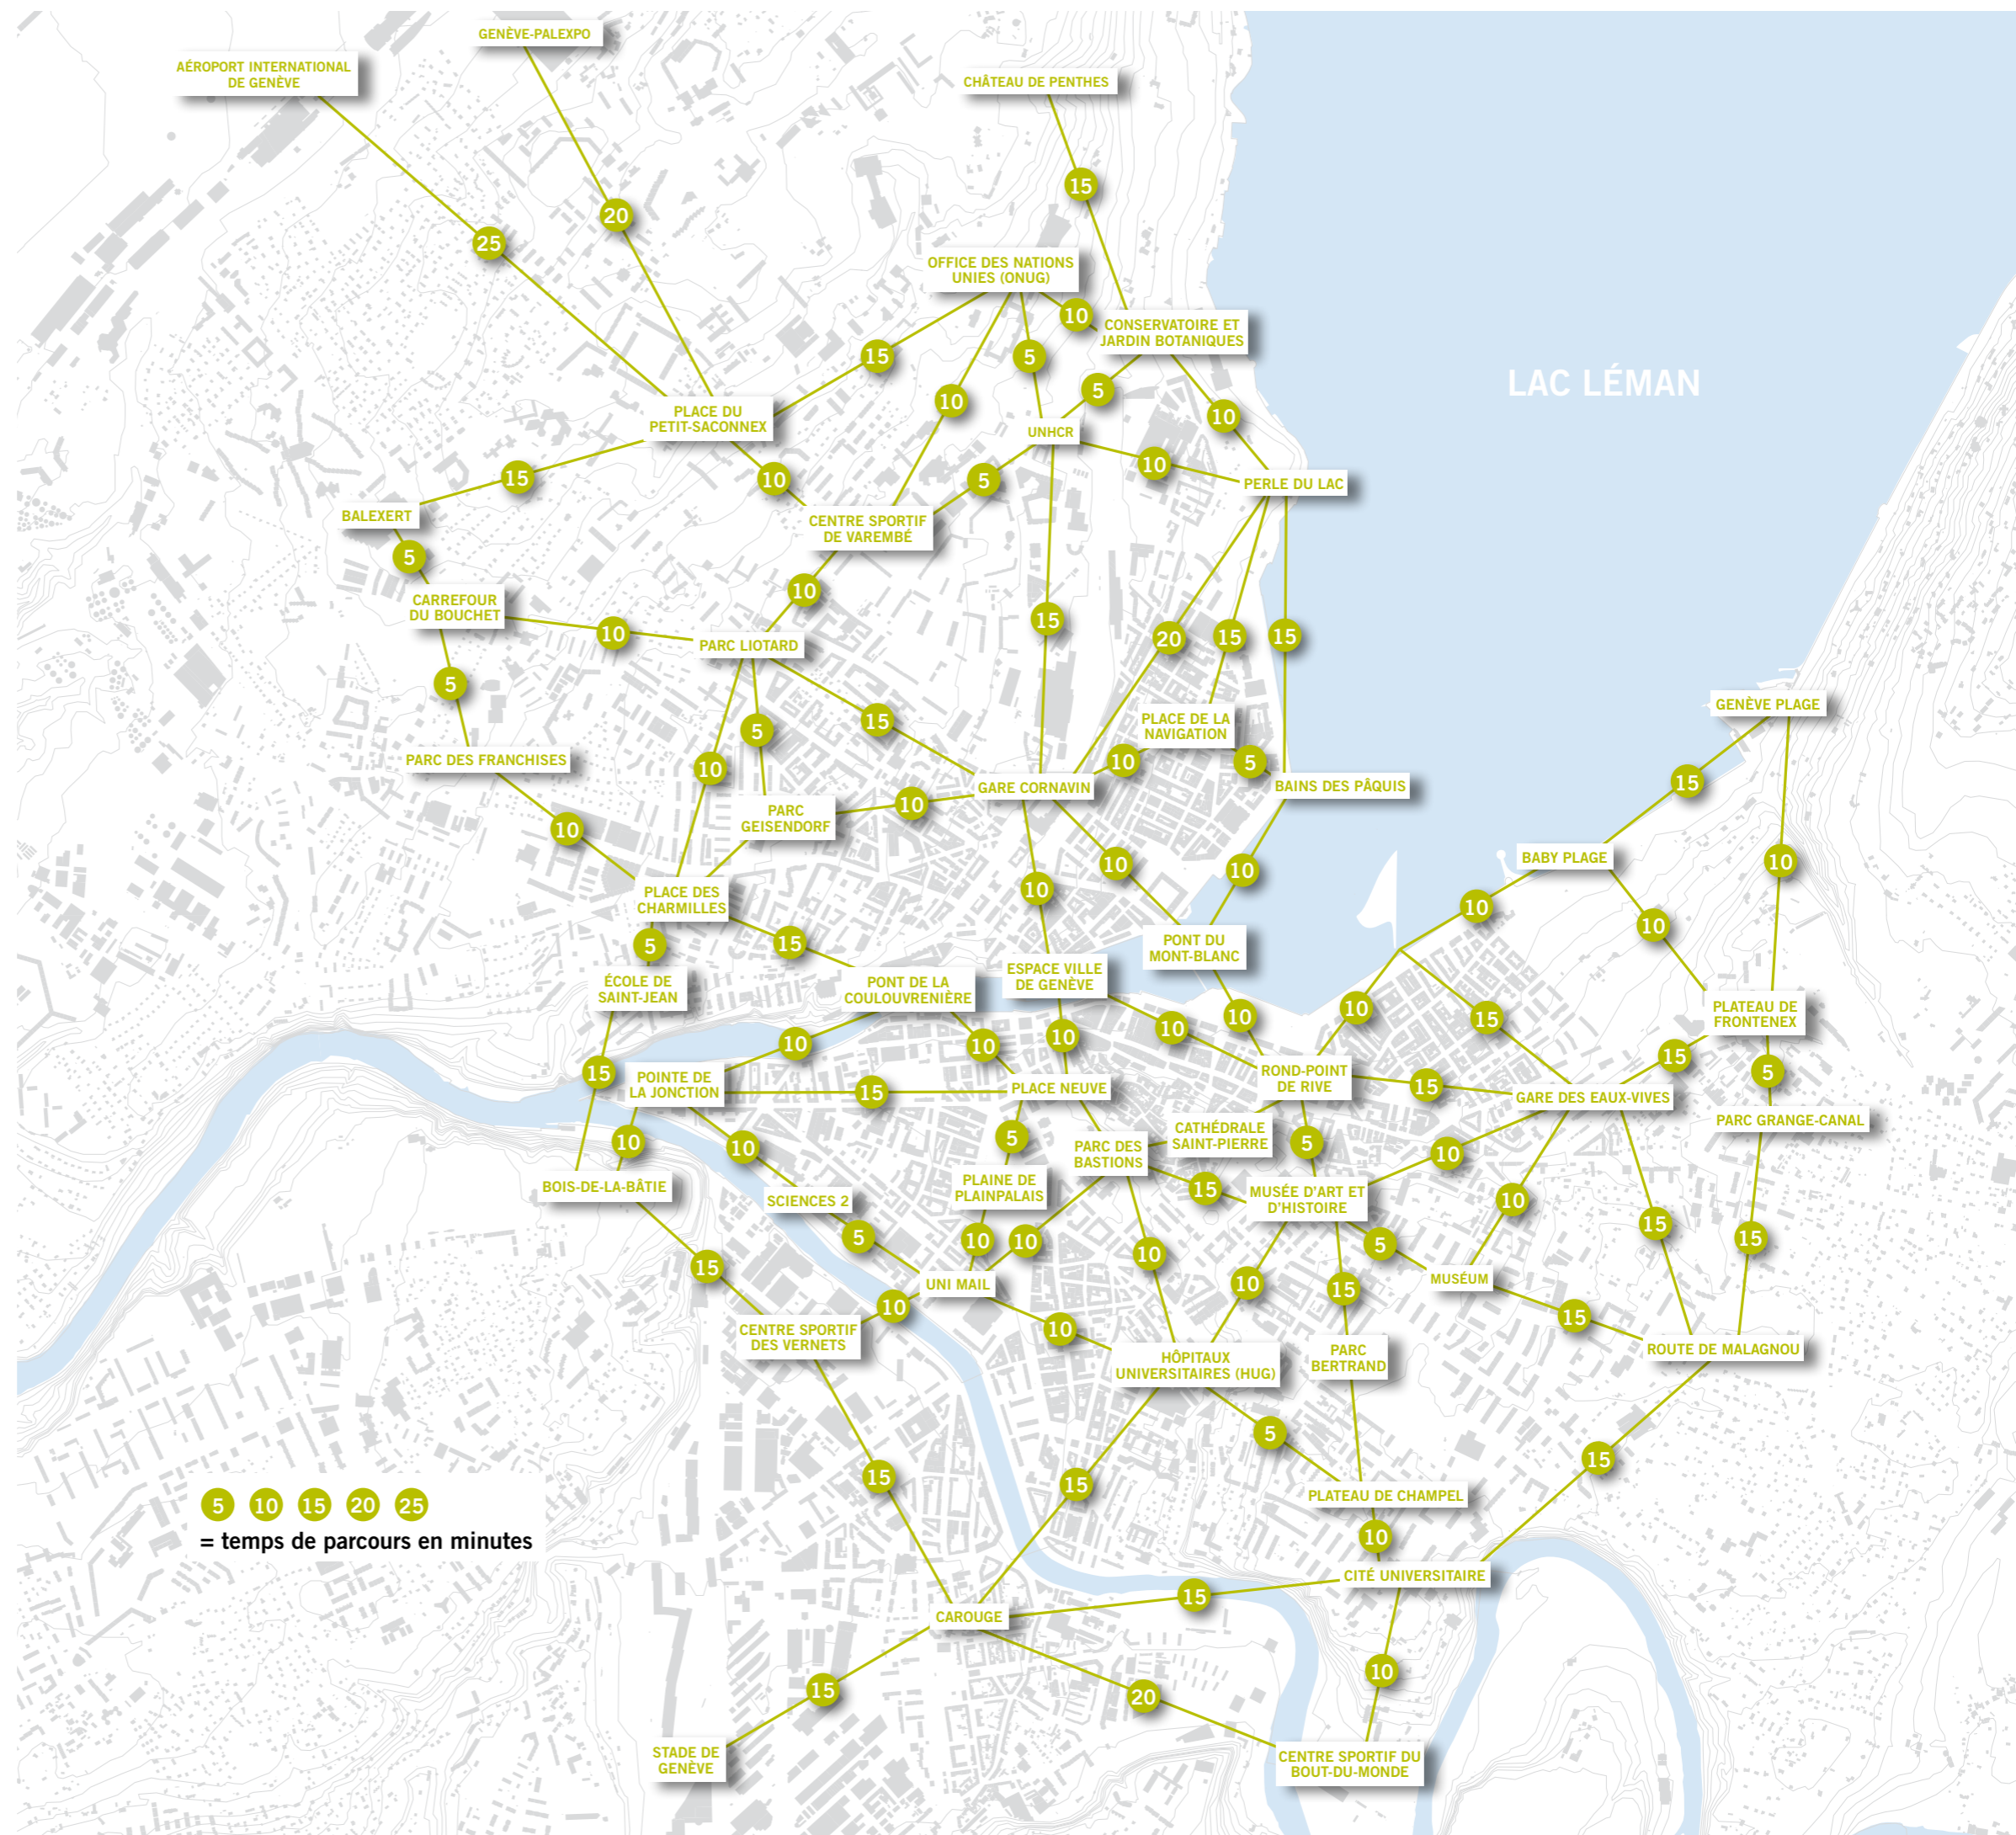 GENÈVE-PALEXPO
AÉROPORT INTERNATIONAL
DE GENÈVE
CHÂTEAU DE PENTHES
15
20
25
OFFICE DES NATIONS
UNIES (ONUG)
10
CONSERVATOIRE ET
JARDIN BOTANIQUES
15
5
5
LAC LÉMAN
10
PLACE DU
PETIT-SACONNEX
10
UNHCR
10
15
10
5
PERLE DU LAC
BALEXERT
CENTRE SPORTIF
DE VAREMBÉ
5
10
CARREFOUR
DU BOUCHET
10
PARC LIOTARD
15
20
15
15
5
15
5
PLACE DE LA
NAVIGATION
GENÈVE PLAGE
PARC DES FRANCHISES
10
10
5
GARE CORNAVIN
BAINS DES PÂQUIS
15
10
PARC
GEISENDORF
10
10
10
10
BABY PLAGE
10
PLACE DES
CHARMILLES
10
10
10
5
15
PONT DU
MONT-BLANC
ÉCOLE DE
SAINT-JEAN
PONT DE LA
COULOUVRENIÈRE
ESPACE VILLE
DE GENÈVE
10
15
PLATEAU DE
FRONTENEX
10
10
10
10
10
15
15
5
POINTE DE
LA JONCTION
15
PLACE NEUVE
ROND-POINT
DE RIVE
15
GARE DES EAUX-VIVES
PARC GRANGE-CANAL
10
10
5
PARC DES
BASTIONS
CATHÉDRALE
SAINT-PIERRE
5
10
BOIS-DE-LA-BÂTIE
SCIENCES 2
PLAINE DE
PLAINPALAIS
15
MUSÉE D'ART ET
D'HISTOIRE
10
15
15
5
10
10
10
5
15
UNI MAIL
10
15
MUSÉUM
10
CENTRE SPORTIF
DES VERNETS
10
15
HÔPITAUX
UNIVERSITAIRES (HUG)
PARC
BERTRAND
ROUTE DE MALAGNOU
5
15
15
15
PLATEAU DE CHAMPEL
5 10 15 20 25
= temps de parcours en minutes
10
CITÉ UNIVERSITAIRE
15
CAROUGE
10
15
20
STADE DE
GENÈVE
CENTRE SPORTIF DU
BOUT-DU-MONDE